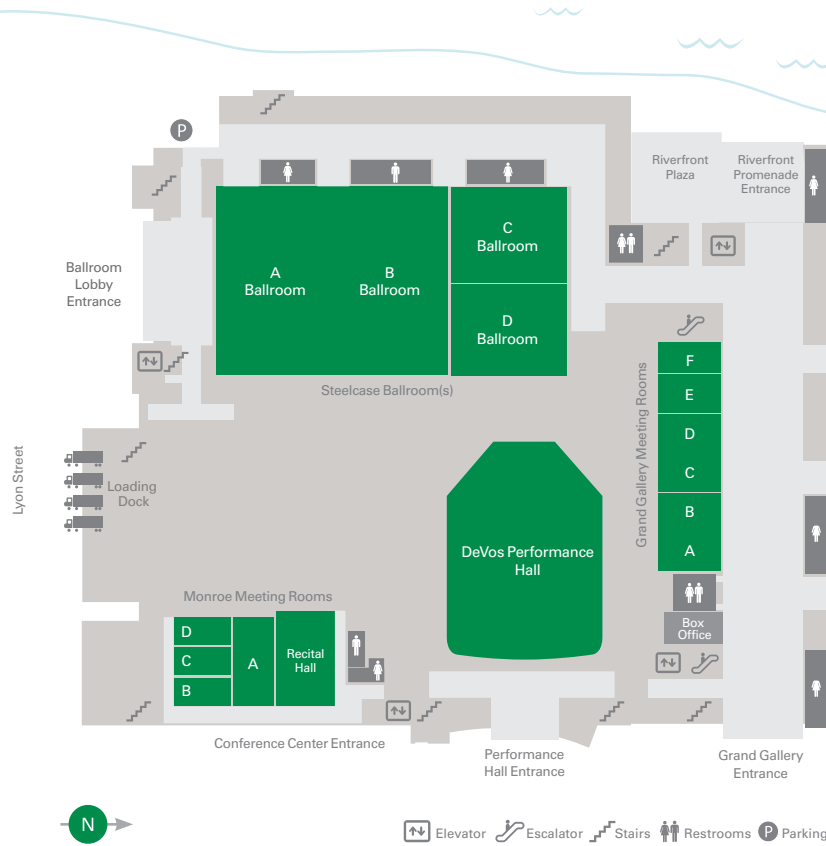 P
Riverfront
Plaza
Riverfront
Promenade
Entrance
Ballroom
Lobby
Entrance
A
Ballroom
B
Ballroom
C
Ballroom
D
Ballroom
Steelcase Ballroom(s)
Grand Gallery Meeting Rooms
F
E
D
C
B
A
Lyon Street
Loading
Dock
DeVos Performance
Hall
Monroe Meeting Rooms
D
C
B
A
Recital
Hall
Box
Office
Conference Center Entrance
Performance
Hall Entrance
Grand Gallery
Entrance
N
Elevator
Escalator
Stairs
Restrooms
P Parking